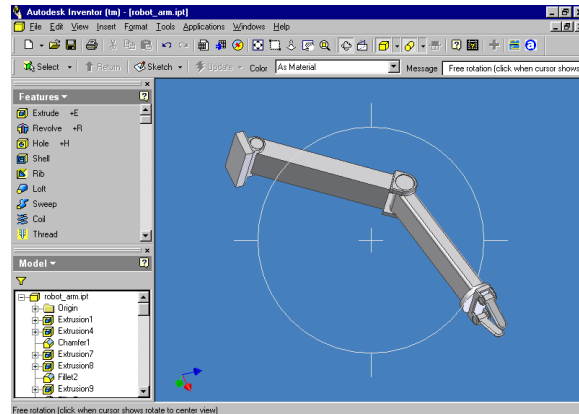 Autodesk Inventor (tm) - [robot_arm.ipt]
File Edit View Insert Format Tools Applications Windows Help
Select Return Sketch Update Color As Material Message Free rotation (click when cursor shows
Features
Extrude +E
Revolve +R
Hole +H
Shell
Rib
Loft
Sweep
Coil
Thread
Model
robot_arm.ipt
Origin
Extrusion1
Extrusion4
Chamfer1
Extrusion7
Extrusion8
Fillet2
Extrusion9
Free rotation (click when cursor shows rotate to center view)